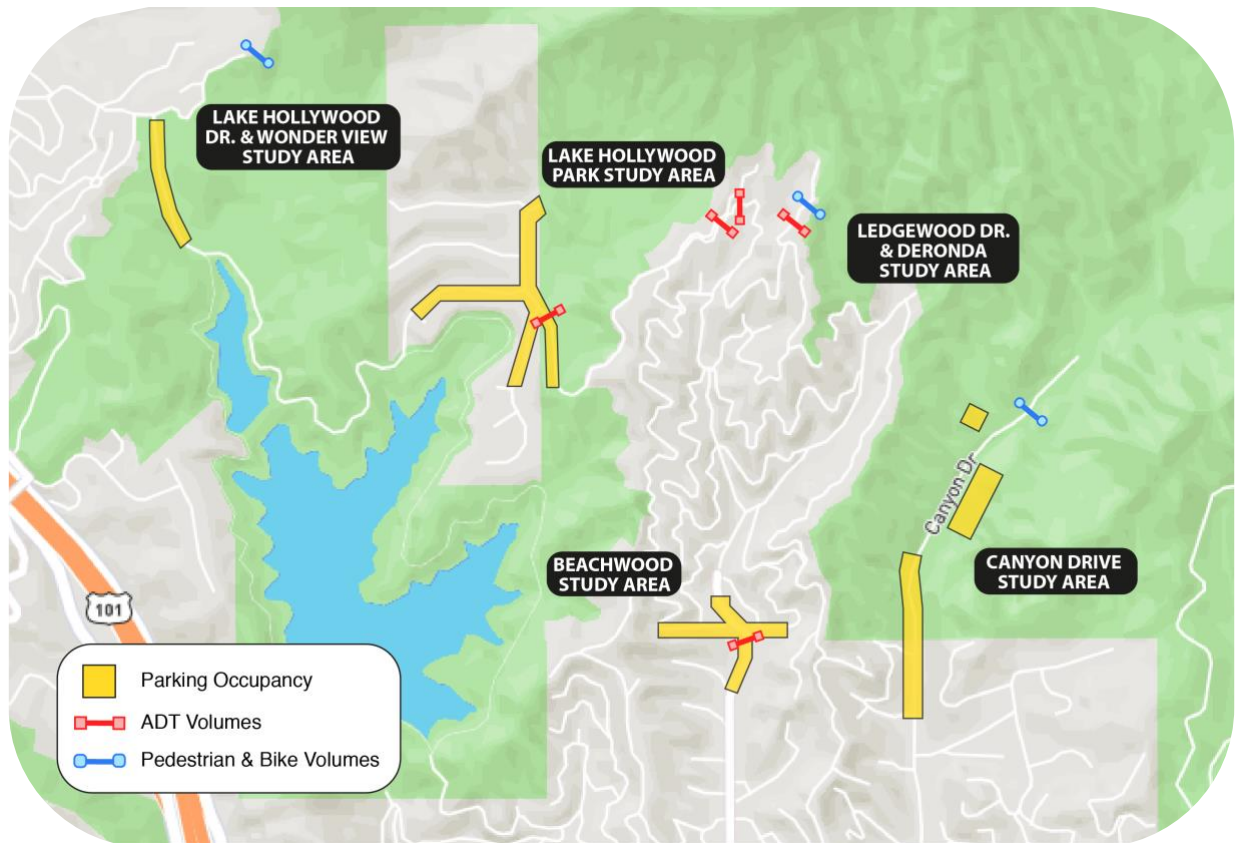 LAKE HOLLYWOOD
DR. & WONDER VIEW
STUDY AREA
LAKE HOLLYWOOD
PARK STUDY AREA
LEDGEWOOD DR.
& DERONDA
STUDY AREA
Canyon Dr
BEACHWOOD
STUDY AREA
CANYON DRIVE
STUDY AREA
101
Parking Occupancy
ADT Volumes
Pedestrian & Bike Volumes